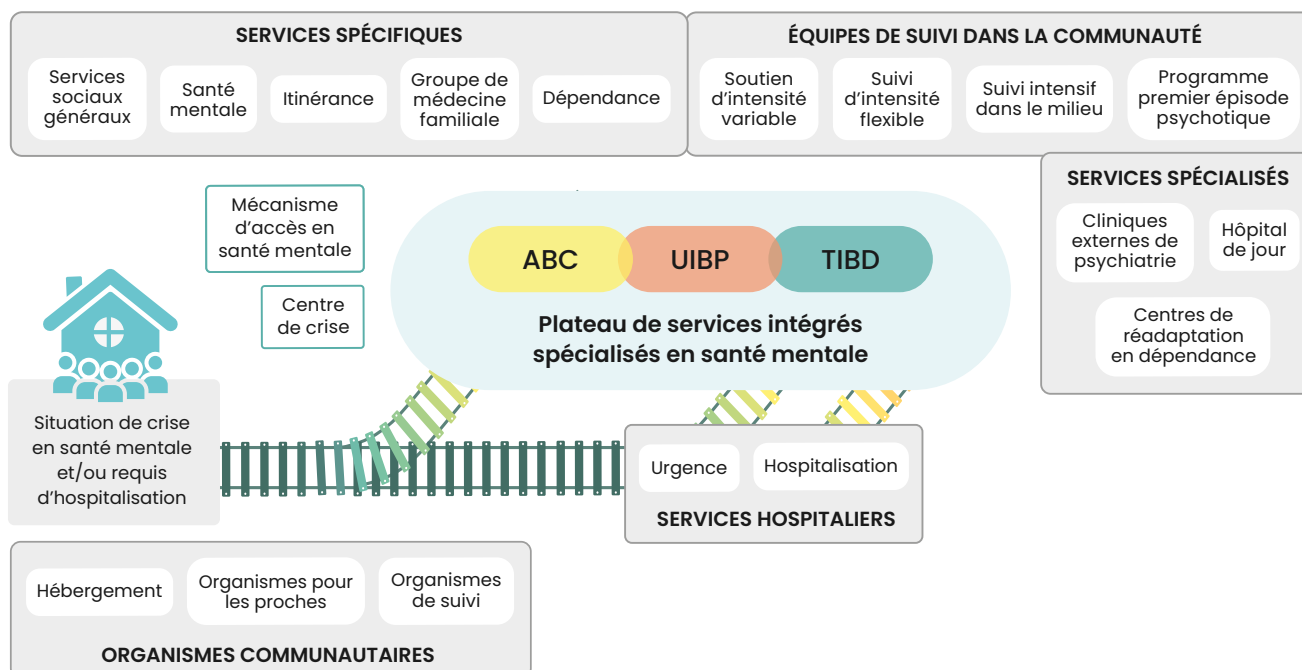 SERVICES SPÉCIFIQUES
Services
sociaux
généraux
Santé
mentale
Itinérance
Groupe de
médecine
familiale
Dépendance
ÉQUIPES DE SUIVI DANS LA COMMUNAUTÉ
Soutien
d’intensité
variable
Suivi
d’intensité
flexible
Suivi intensif
dans le milieu
Programme
premier épisode
psychotique
SERVICES SPÉCIALISÉS
Cliniques
externes de
psychiatrie
Hôpital
de jour
Centres de
réadaptation
en dépendance
Mécanisme
d’accès en
santé mentale
Centre
de crise
ABC
UIBP
TIBD
Plateau de services intégrés
spécialisés en santé mentale
Situation de crise
en santé mentale
et/ou requis
d’hospitalisation
Urgence
Hospitalisation
SERVICES HOSPITALIERS
Hébergement
Organismes pour
les proches
Organismes
de suivi
ORGANISMES COMMUNAUTAIRES